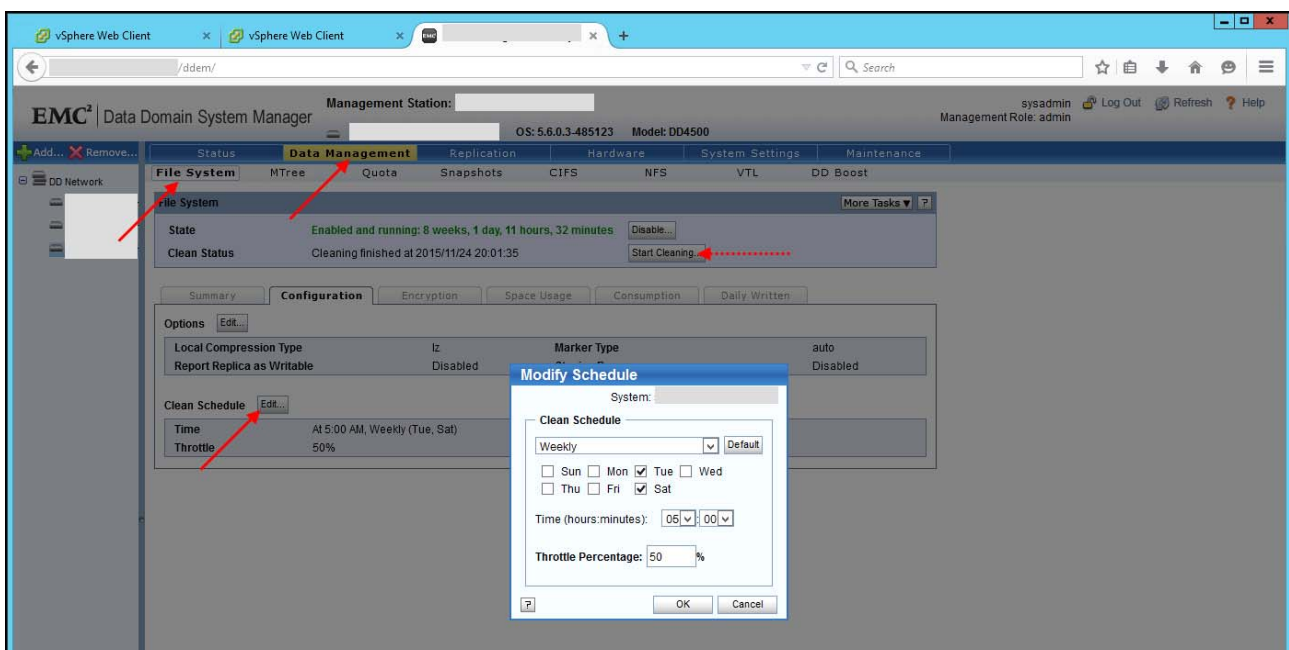 vSphere Web Client × vSphere Web Client × EMC² × +
/ddem/ Search
EMC² Data Domain System Manager
Management Station:
OS: 5.6.0.3-485123 Model: DD4500
sysadmin Log Out Refresh ? Help
Management Role: admin
Add... Remove...
Status Data Management Replication Hardware System Settings Maintenance
DD Network
File System MTree Quota Snapshots CIFS NFS VTL DD Boost
File System More Tasks ▼ ?
State Enabled and running: 8 weeks, 1 day, 11 hours, 32 minutes Disable...
Clean Status Cleaning finished at 2015/11/24 20:01:35 Start Cleaning...
Summary Configuration Encryption Space Usage Consumption Daily Written
Options Edit...
Local Compression Type lz Marker Type auto
Report Replica as Writable Disabled Disabled
Clean Schedule Edit...
Time At 5:00 AM, Weekly (Tue, Sat)
Throttle 50%
Modify Schedule
System:
Clean Schedule
Weekly Default
Sun Mon Tue Wed
Thu Fri Sat
Time (hours:minutes): 05 : 00
Throttle Percentage: 50 %
? OK Cancel